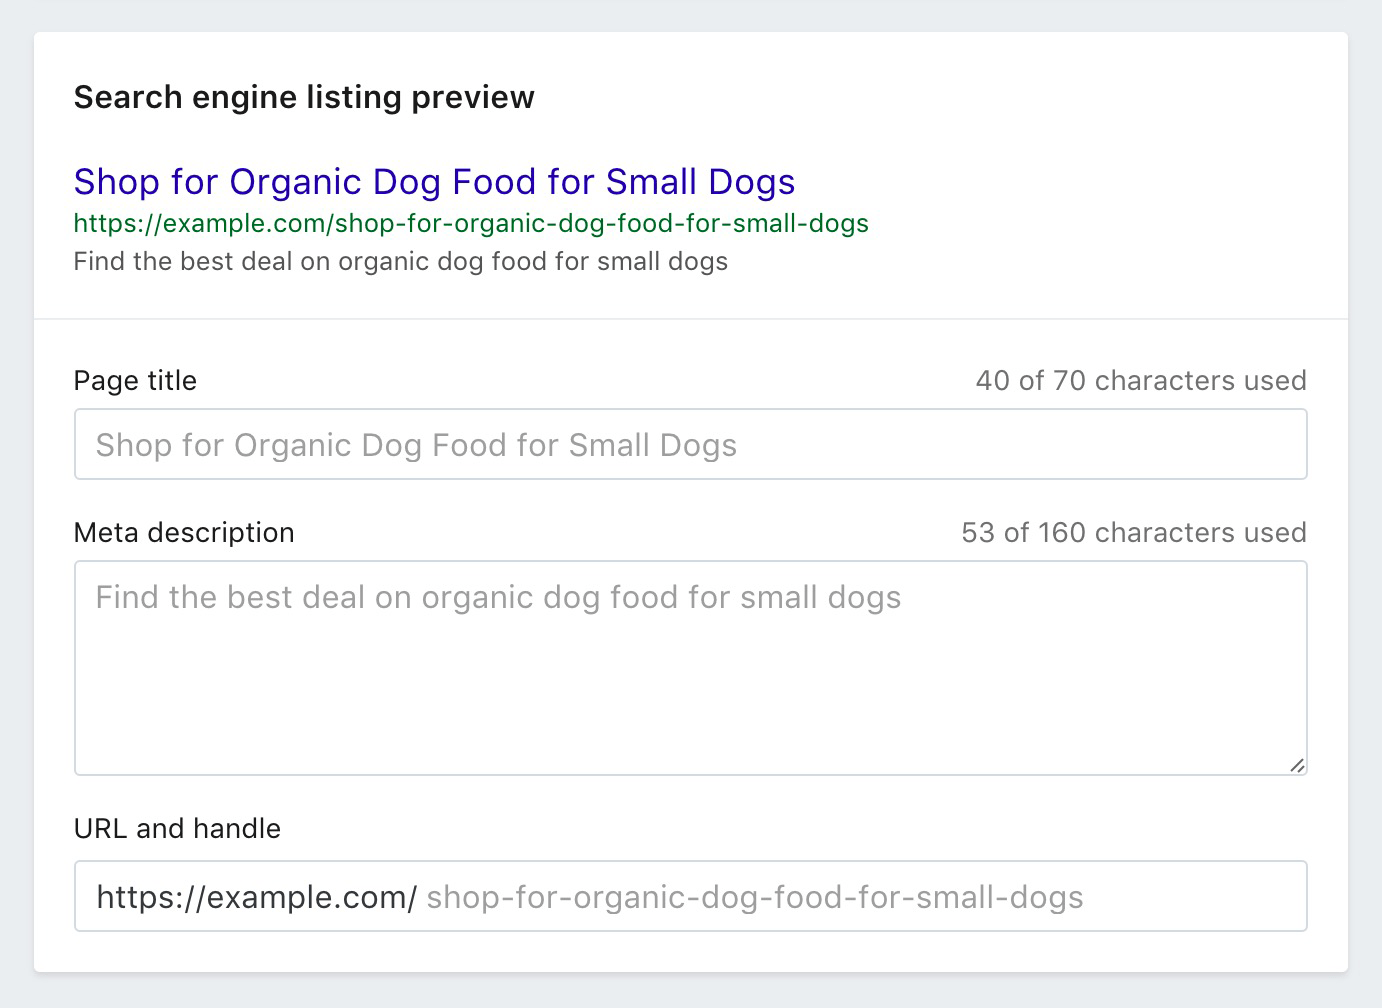 Search engine listing preview
Shop for Organic Dog Food for Small Dogs
https://example.com/shop-for-organic-dog-food-for-small-dogs
Find the best deal on organic dog food for small dogs
Page title 40 of 70 characters used
Shop for Organic Dog Food for Small Dogs
Meta description 53 of 160 characters used
Find the best deal on organic dog food for small dogs
URL and handle
https://example.com/ shop-for-organic-dog-food-for-small-dogs